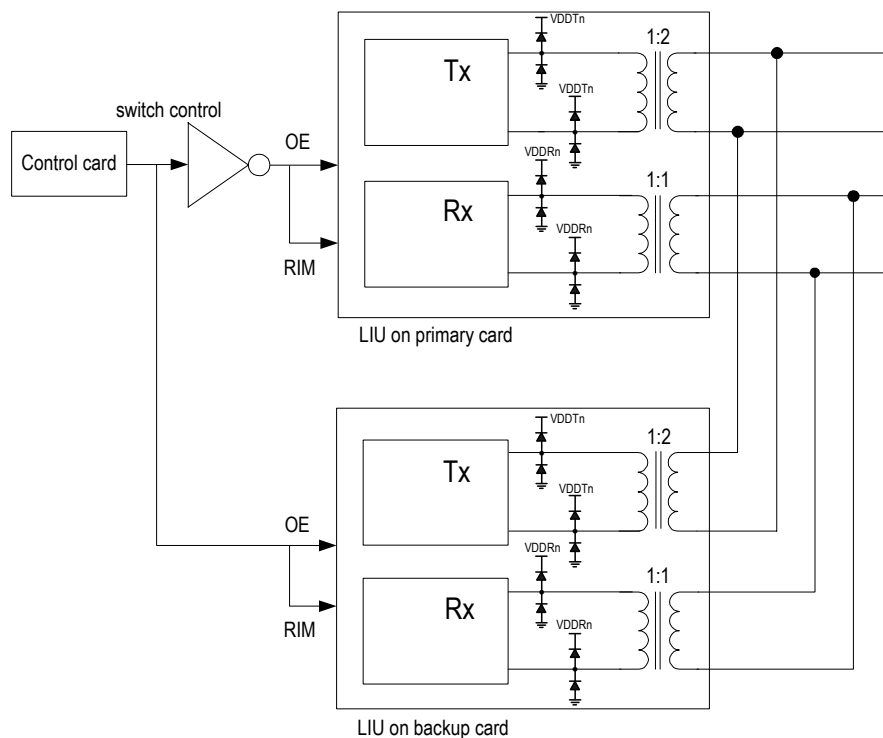 VDDTn
1:2
Tx
VDDTn
switch control
OE
Control card
VDDRn
1:1
Rx
VDDRn
RIM
LIU on primary card
VDDTn
1:2
Tx
VDDTn
OE
VDDRn
1:1
Rx
RIM
VDDRn
LIU on backup card